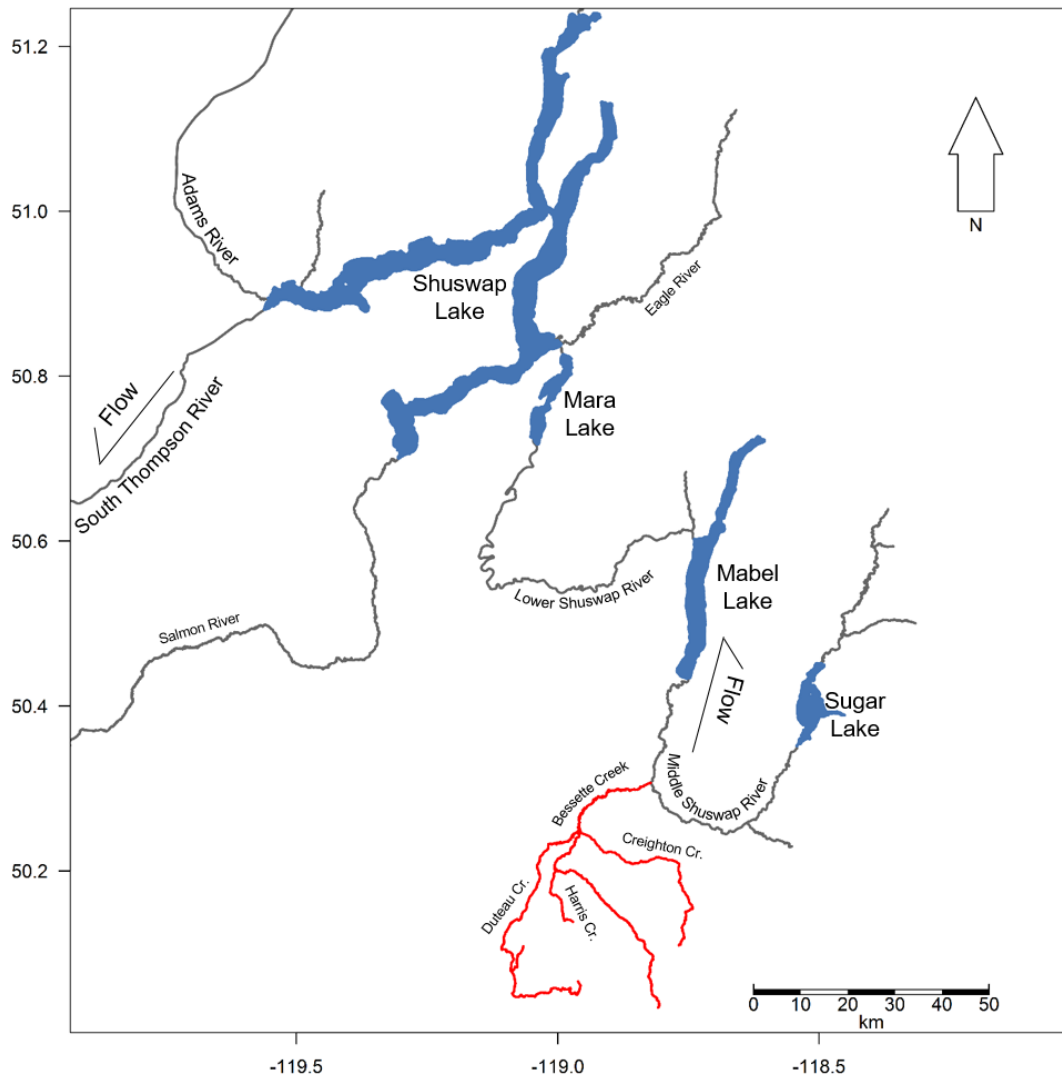 51.2
51.0
50.8
50.6
50.4
50.2
-119.5
-119.0
-118.5
N
Adams River
Shuswap
Lake
Eagle River
Flow
South Thompson River
Mara
Lake
Salmon River
Lower Shuswap River
Mabel
Lake
Flow
Sugar
Lake
Middle Shuswap River
Bessette Creek
Creighton Cr.
Duteau Cr.
Harris Cr.
0 10 20 30 40 50
km